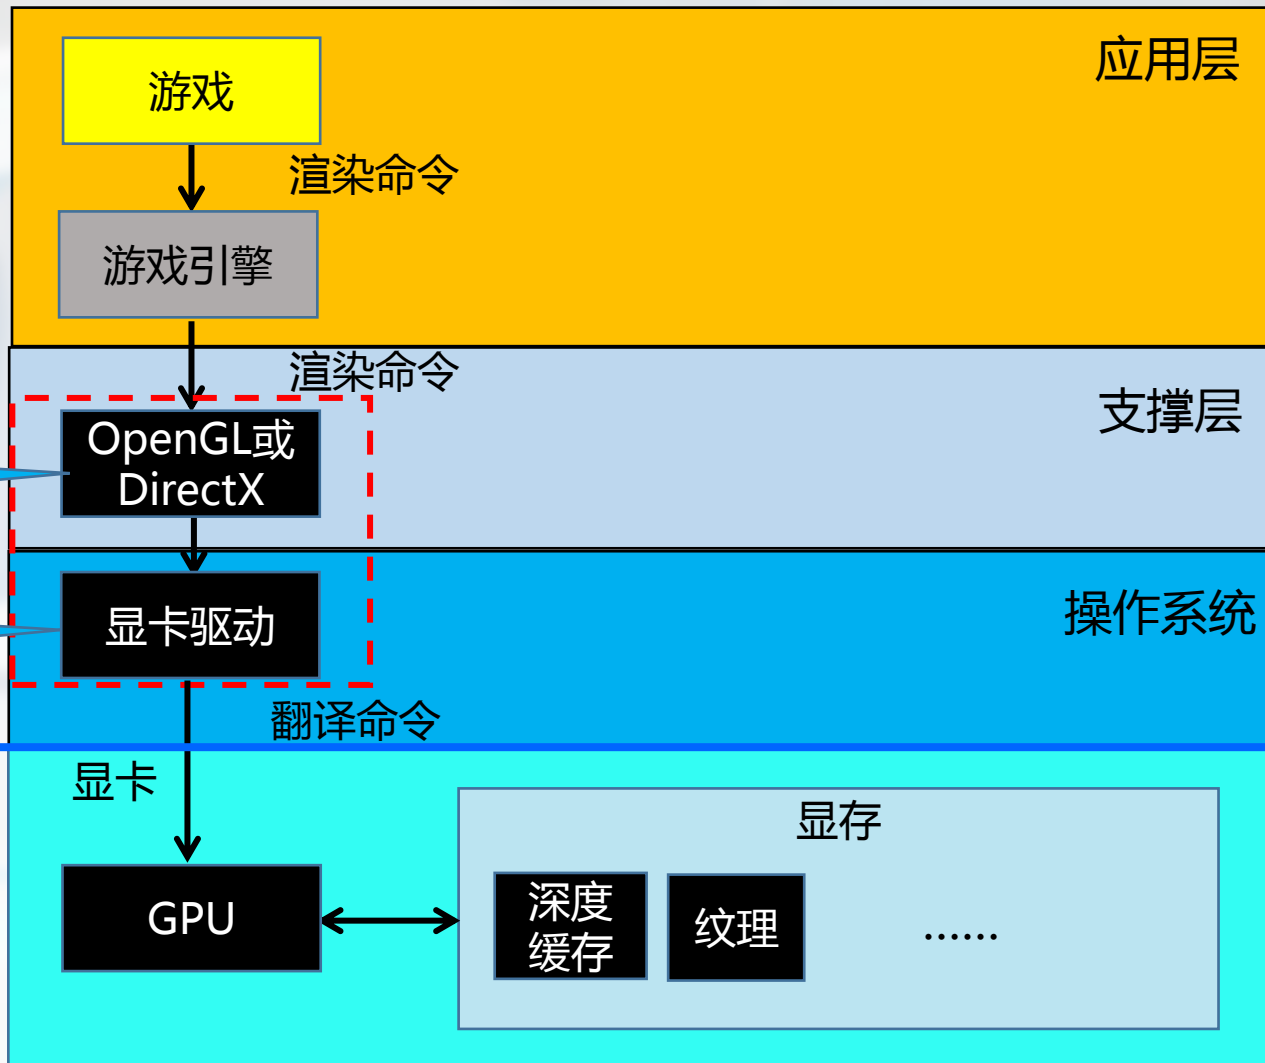 应用层
游戏
渲染命令
游戏引擎
渲染命令
支撑层
OpenGL或
DirectX
操作系统
显卡驱动
翻译命令
显卡
显存
GPU
深度
缓存
纹理
……